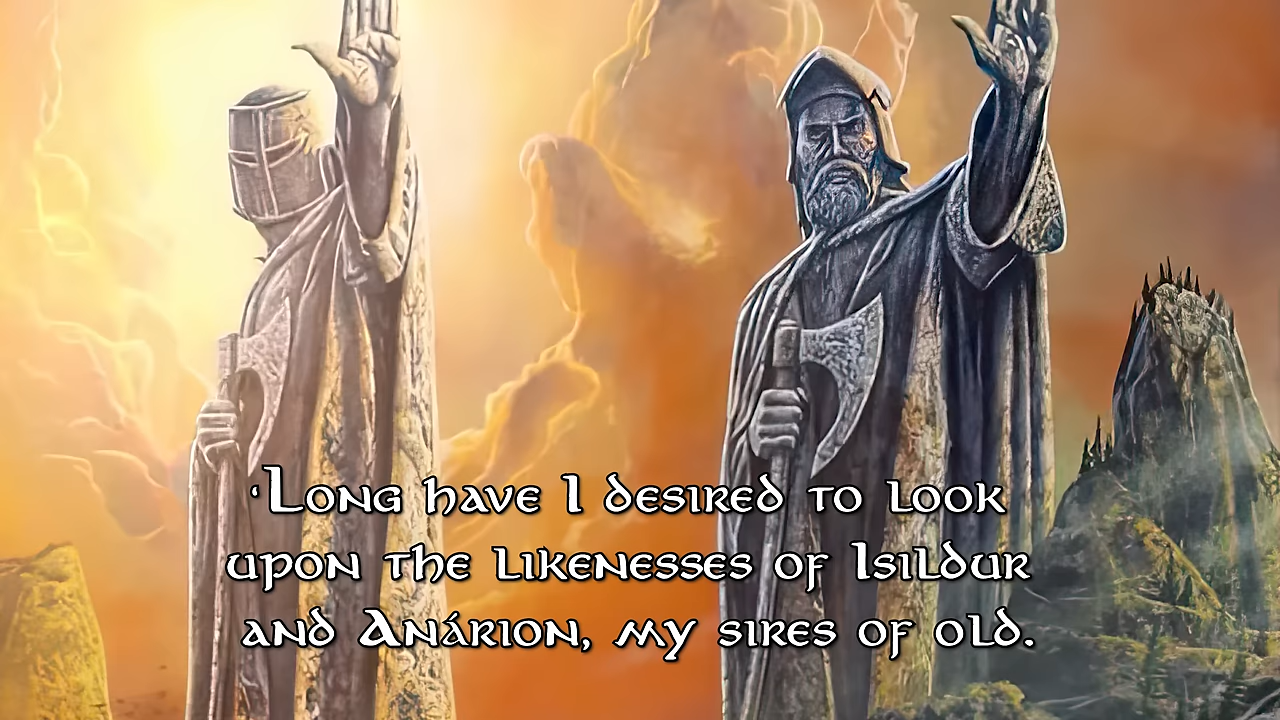 ‘Long have I desired to look
upon the likenesses of Isildur
and Anárion, my sires of old.